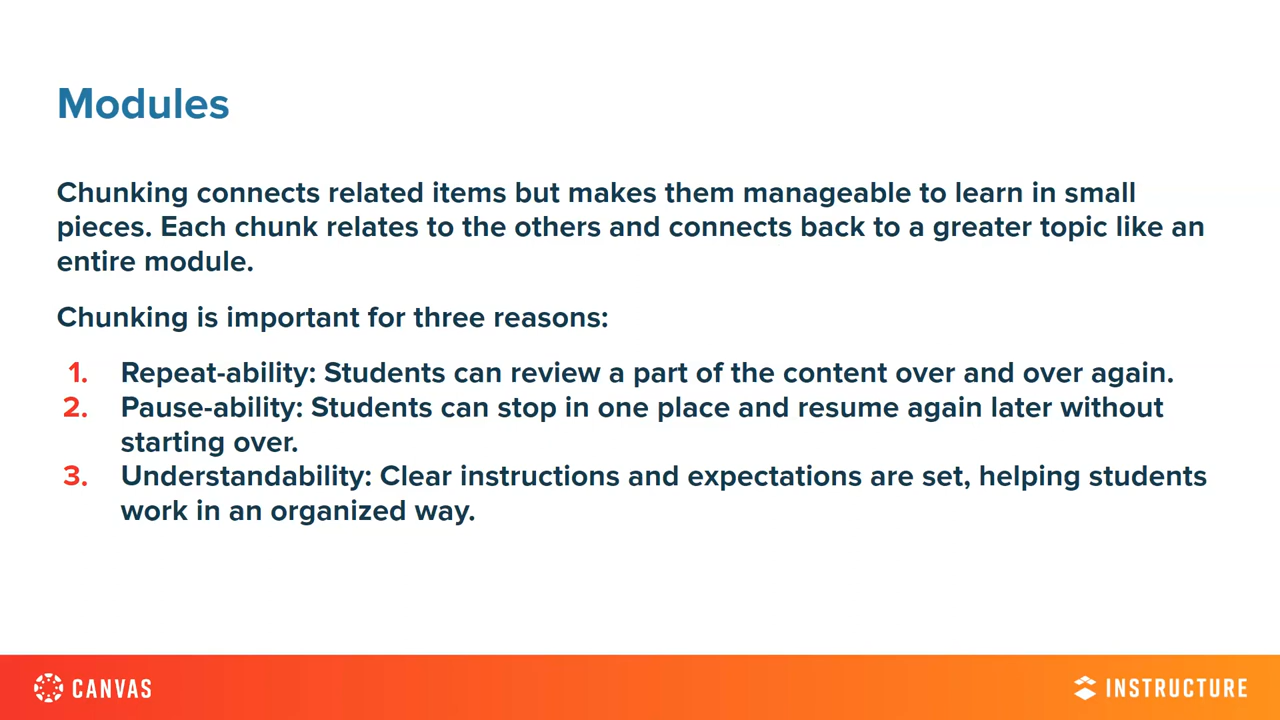 Modules
Chunking connects related items but makes them manageable to learn in small
pieces. Each chunk relates to the others and connects back to a greater topic like an
entire module.
Chunking is important for three reasons:
1. Repeat-ability: Students can review a part of the content over and over again.
2. Pause-ability: Students can stop in one place and resume again later without
starting over.
3. Understandability: Clear instructions and expectations are set, helping students
work in an organized way.
CANVAS
INSTRUCTURE